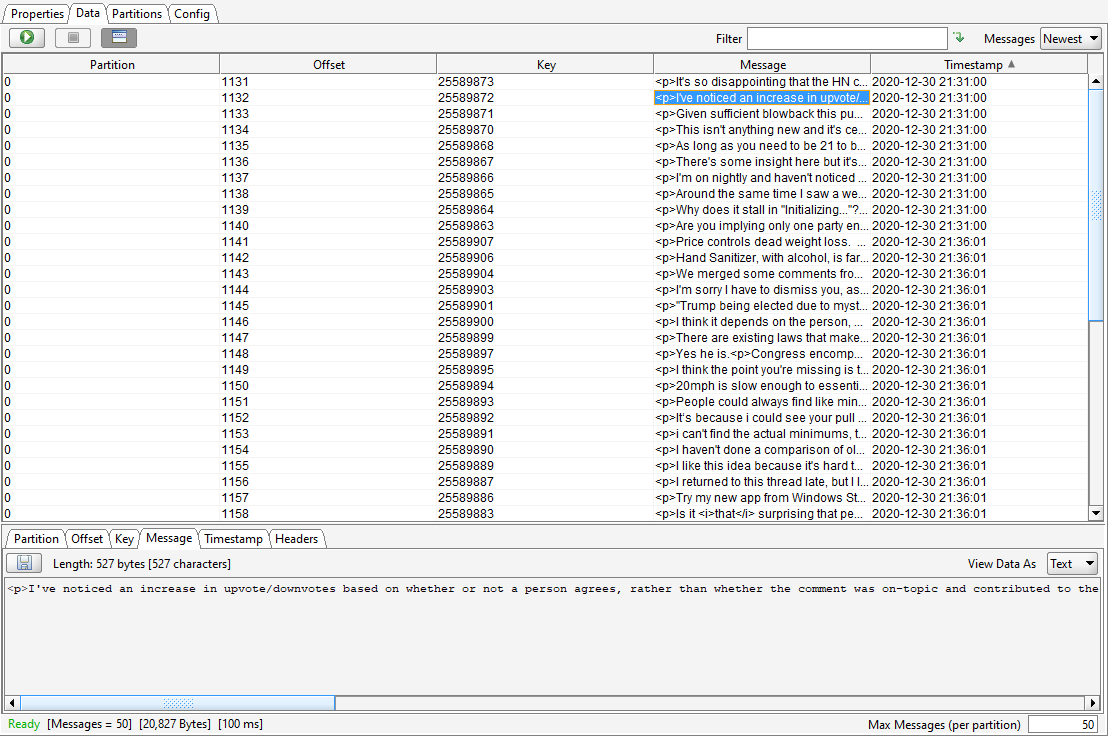 Properties Data Partitions Config
Filter Messages Newest
Partition Offset Key Message Timestamp
0 1131 25589873 <p>It's so disappointing that the HN c... 2020-12-30 21:31:00
0 1132 25589872 <p>I've noticed an increase in upvote/... 2020-12-30 21:31:00
0 1133 25589871 <p>Given sufficient blowback this pu... 2020-12-30 21:31:00
0 1134 25589870 <p>This isn't anything new and it's ce... 2020-12-30 21:31:00
0 1135 25589868 <p>As long as you need to be 21 to b... 2020-12-30 21:31:00
0 1136 25589867 <p>There's some insight here but it's... 2020-12-30 21:31:00
0 1137 25589866 <p>I'm on nightly and haven't noticed ... 2020-12-30 21:31:00
0 1138 25589865 <p>Around the same time I saw a we... 2020-12-30 21:31:00
0 1139 25589864 <p>Why does it stall in "Initializing..."?... 2020-12-30 21:31:00
0 1140 25589863 <p>Are you implying only one party en... 2020-12-30 21:31:00
0 1141 25589907 <p>Price controls dead weight loss. ... 2020-12-30 21:36:01
0 1142 25589906 <p>Hand Sanitizer, with alcohol, is far... 2020-12-30 21:36:01
0 1143 25589904 <p>We merged some comments fro... 2020-12-30 21:36:01
0 1144 25589903 <p>I'm sorry I have to dismiss you, as... 2020-12-30 21:36:01
0 1145 25589901 <p>"Trump being elected due to myst... 2020-12-30 21:36:01
0 1146 25589900 <p>I think it depends on the person, ... 2020-12-30 21:36:01
0 1147 25589899 <p>There are existing laws that make... 2020-12-30 21:36:01
0 1148 25589897 <p>Yes he is.<p>Congress encomp... 2020-12-30 21:36:01
0 1149 25589895 <p>I think the point you're missing is t... 2020-12-30 21:36:01
0 1150 25589894 <p>20mph is slow enough to essenti... 2020-12-30 21:36:01
0 1151 25589893 <p>People could always find like min... 2020-12-30 21:36:01
0 1152 25589892 <p>It's because i could see your pull ... 2020-12-30 21:36:01
0 1153 25589891 <p>i can't find the actual minimums, t... 2020-12-30 21:36:01
0 1154 25589890 <p>I haven't done a comparison of ol... 2020-12-30 21:36:01
0 1155 25589889 <p>I like this idea because it's hard t... 2020-12-30 21:36:01
0 1156 25589887 <p>I returned to this thread late, but I l... 2020-12-30 21:36:01
0 1157 25589886 <p>Try my new app from Windows St... 2020-12-30 21:36:01
0 1158 25589883 <p>Is it <i>that</i> surprising that pe... 2020-12-30 21:36:01
Partition Offset Key Message Timestamp Headers
Length: 527 bytes [527 characters] View Data As Text
<p>I've noticed an increase in upvote/downvotes based on whether or not a person agrees, rather than whether the comment was on-topic and contributed to the
Ready [Messages = 50] [20,827 Bytes] [100 ms] Max Messages (per partition) 50